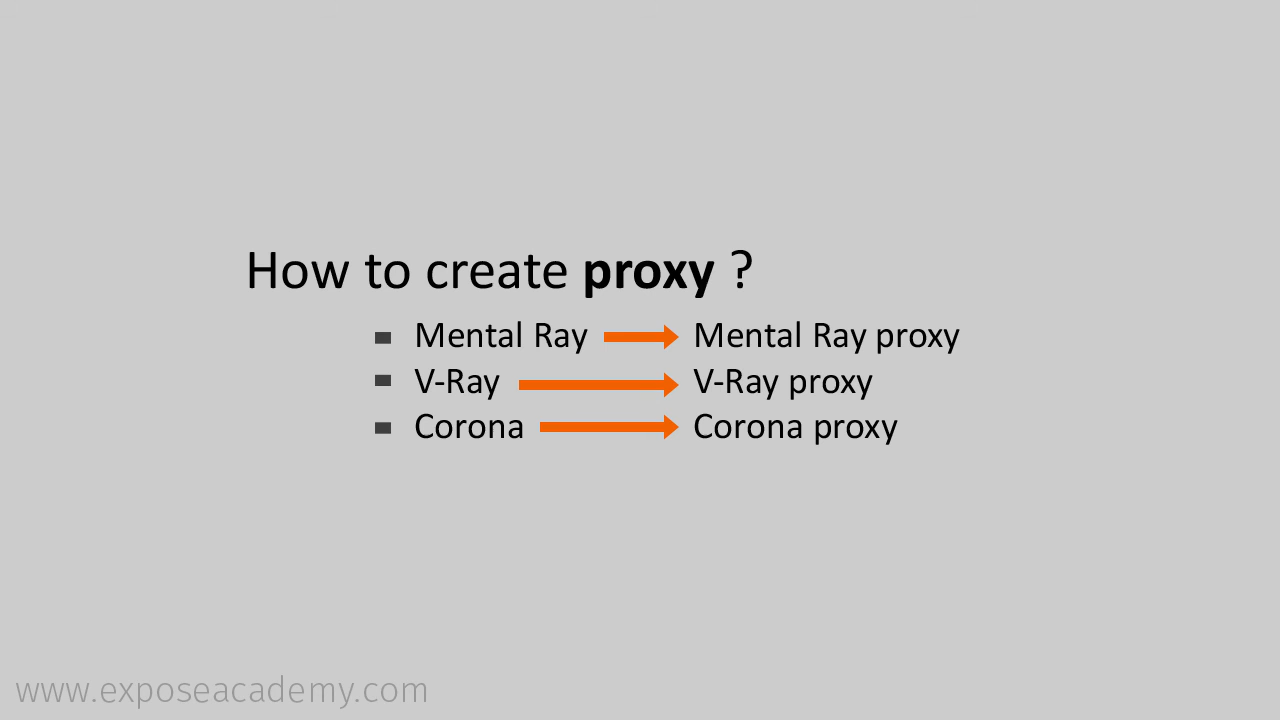 How to create proxy ?
Mental Ray Mental Ray proxy
V-Ray V-Ray proxy
Corona Corona proxy
www.exposeacademy.com